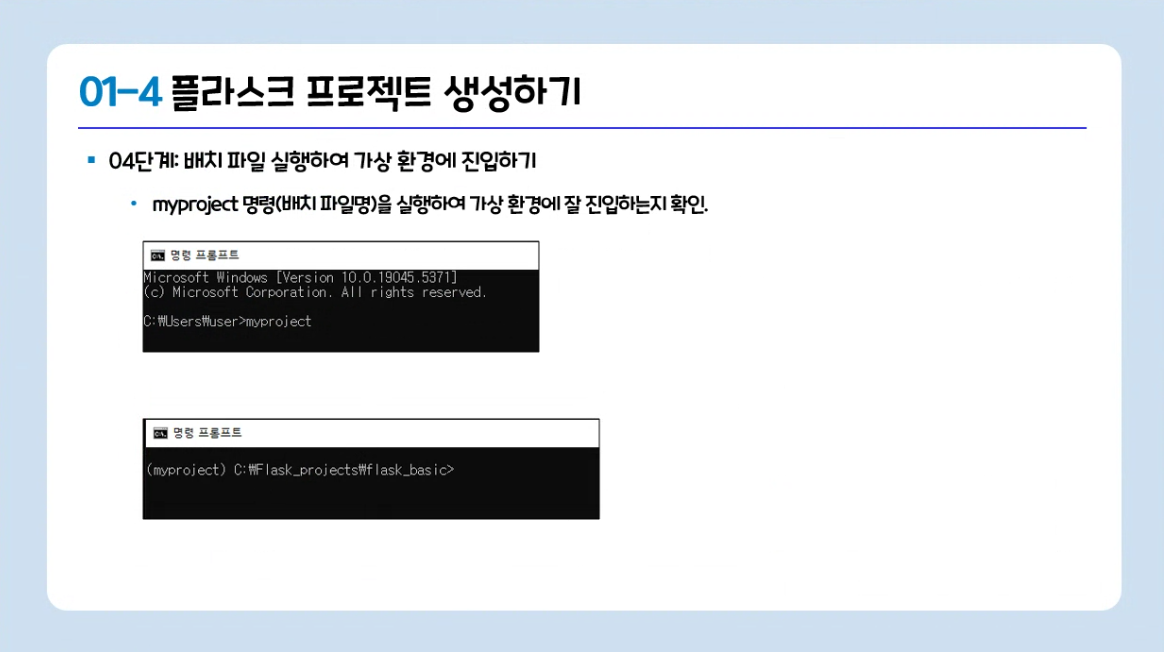 01-4 플라스크 프로젝트 생성하기
04단계: 배치 파일 실행하여 가상 환경에 진입하기
myproject 명령(배치 파일명)을 실행하여 가상 환경에 잘 진입하는지 확인.
명령 프롬프트
Microsoft Windows [Version 10.0.19045.5371]
(c) Microsoft Corporation. All rights reserved.
C:₩Users₩user>myproject
명령 프롬프트
(myproject) C:₩Flask_projects₩flask_basic>